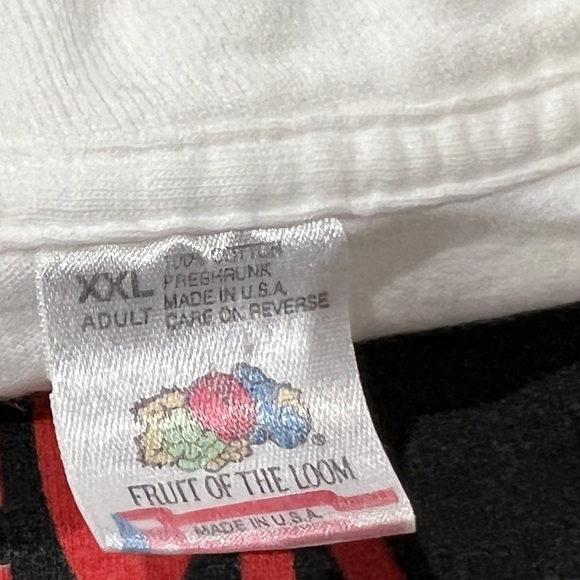 100% COTTON
XXL PRESHRUNK
MADE IN U.S.A.
ADULT CARE ON REVERSE
®
FRUIT OF THE LOOM
MADE IN U.S.A.